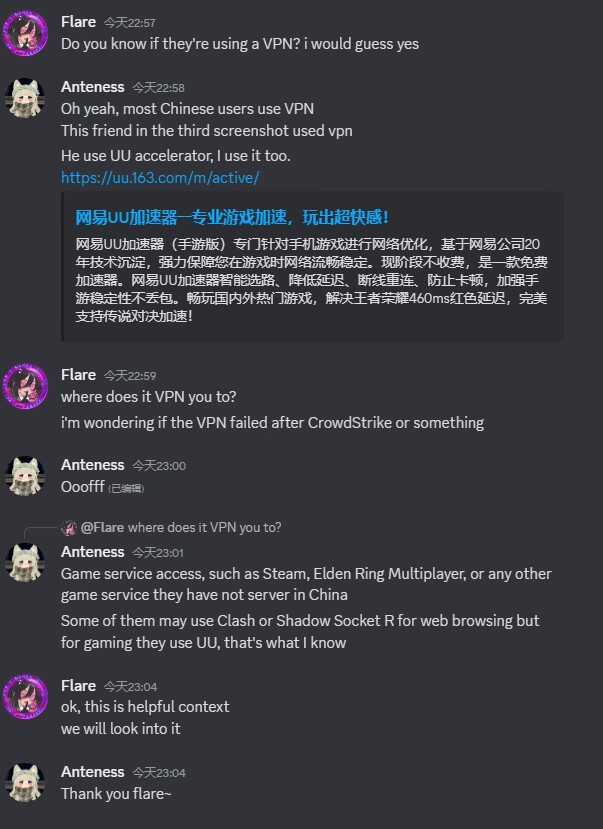 Flare 今天22:57
Do you know if they're using a VPN? i would guess yes
Anteness 今天22:58
Oh yeah, most Chinese users use VPN
This friend in the third screenshot used vpn
He use UU accelerator, I use it too.
https://uu.163.com/m/active/
网易UU加速器—专业游戏加速，玩出超快感！
网易UU加速器（手游版）专门针对手机游戏进行网络优化，基于网易公司20
年技术沉淀，强力保障您在游戏时网络流畅稳定。现阶段不收费，是一款免费
加速器。网易UU加速器智能选路、降低延迟、断线重连、防止卡顿，加强手
游稳定性不丢包。畅玩国内外热门游戏，解决王者荣耀460ms红色延迟，完美
支持传说对决加速！
Flare 今天22:59
where does it VPN you to?
i'm wondering if the VPN failed after CrowdStrike or something
Anteness 今天23:00
Ooofff (已编辑)
@Flare where does it VPN you to?
Anteness 今天23:01
Game service access, such as Steam, Elden Ring Multiplayer, or any other
game service they have not server in China
Some of them may use Clash or Shadow Socket R for web browsing but
for gaming they use UU, that's what I know
Flare 今天23:04
ok, this is helpful context
we will look into it
Anteness 今天23:04
Thank you flare~